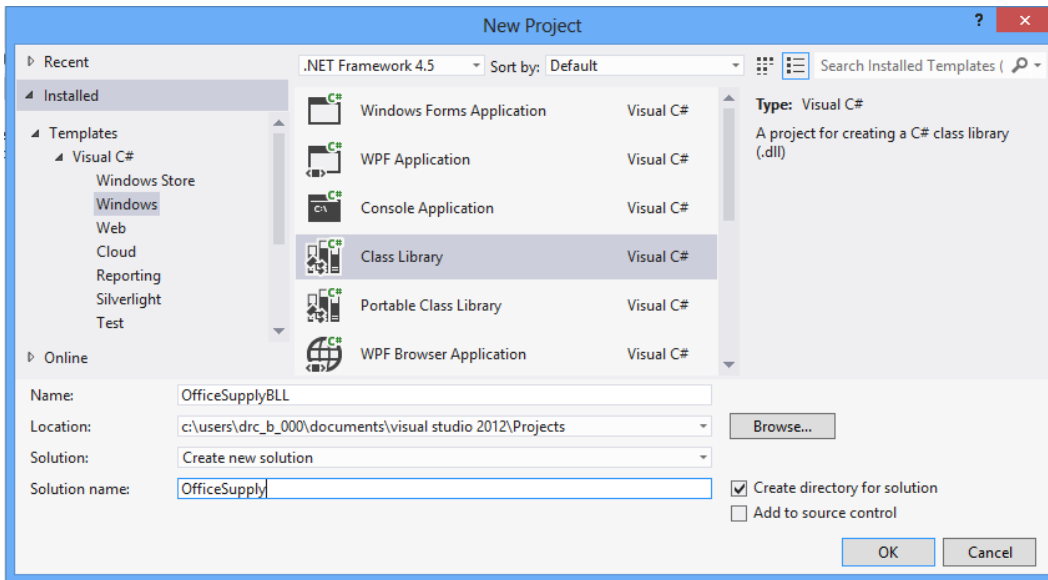 New Project
?
Recent
.NET Framework 4.5
Sort by: Default
Search Installed Templates (
Installed
Templates
Visual C#
Windows Store
Windows
Web
Cloud
Reporting
Silverlight
Test
Online
C# Windows Forms Application Visual C#
C# WPF Application Visual C#
C# C:\ Console Application Visual C#
C# Class Library Visual C#
C# Portable Class Library Visual C#
C# WPF Browser Application Visual C#
Type: Visual C#
A project for creating a C# class library
(.dll)
Name: OfficeSupplyBLL
Location: c:\users\drc_b_000\documents\visual studio 2012\Projects Browse...
Solution: Create new solution
Solution name: OfficeSupply
Create directory for solution
Add to source control
OK Cancel